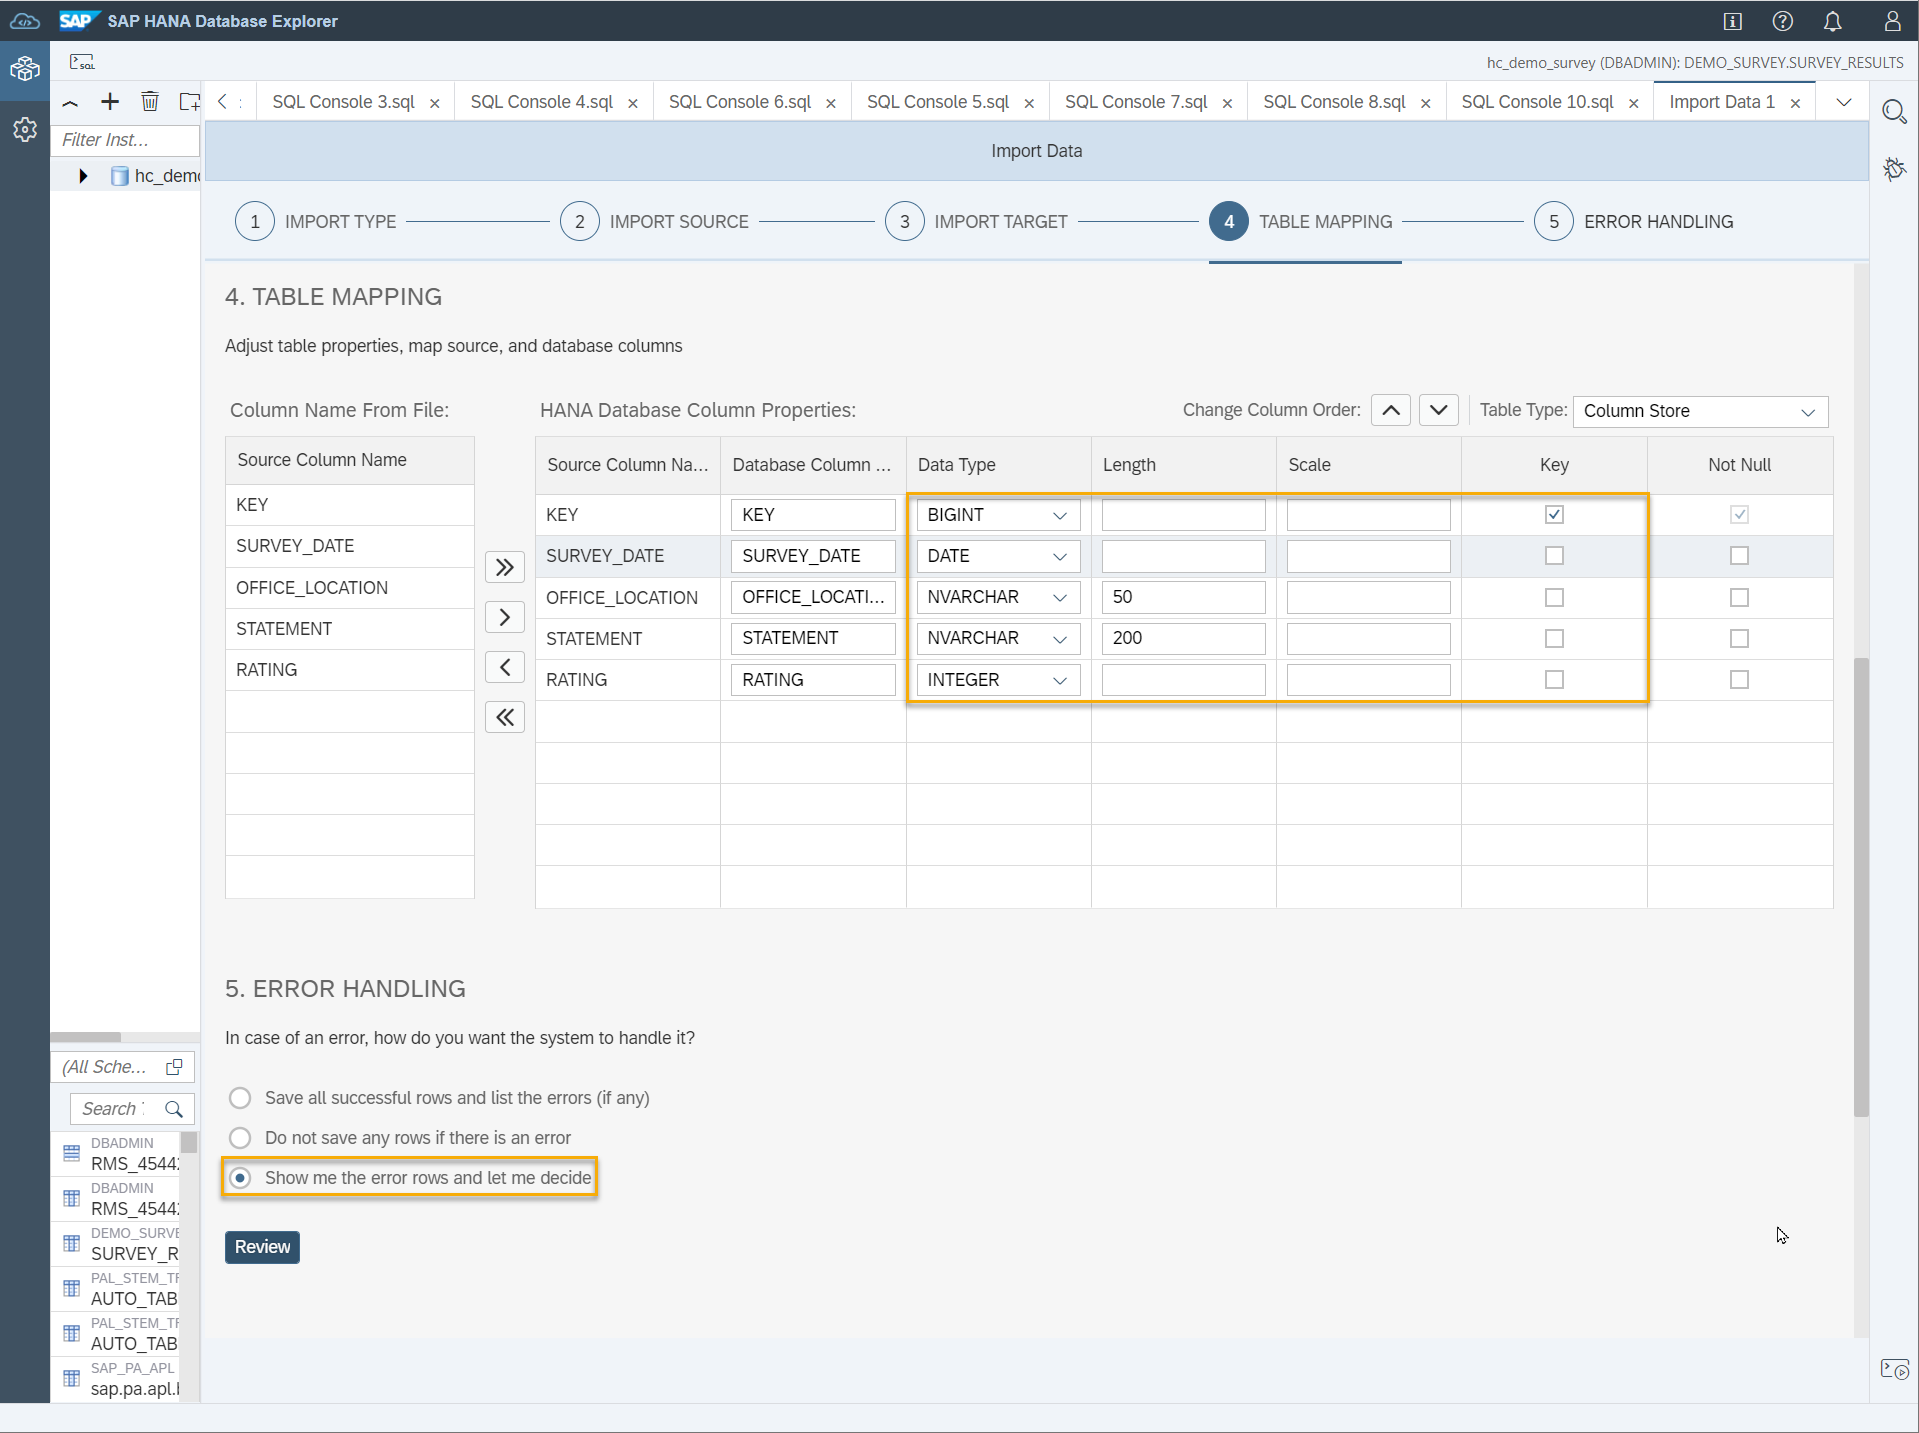 SAP SAP HANA Database Explorer
SQL
hc_demo_survey (DBADMIN): DEMO_SURVEY.SURVEY_RESULTS
SQL Console 3.sql
SQL Console 4.sql
SQL Console 6.sql
SQL Console 5.sql
SQL Console 7.sql
SQL Console 8.sql
SQL Console 10.sql
Import Data 1
Filter Inst...
hc_demo
Import Data
1 IMPORT TYPE
2 IMPORT SOURCE
3 IMPORT TARGET
4 TABLE MAPPING
5 ERROR HANDLING
4. TABLE MAPPING
Adjust table properties, map source, and database columns
Column Name From File:
HANA Database Column Properties:
Change Column Order:
Table Type: Column Store
Source Column Name
KEY
SURVEY_DATE
OFFICE_LOCATION
STATEMENT
RATING
Source Column Na... Database Column ... Data Type Length Scale Key Not Null
KEY KEY BIGINT
SURVEY_DATE SURVEY_DATE DATE
OFFICE_LOCATION OFFICE_LOCATI... NVARCHAR 50
STATEMENT STATEMENT NVARCHAR 200
RATING RATING INTEGER
5. ERROR HANDLING
In case of an error, how do you want the system to handle it?
Save all successful rows and list the errors (if any)
Do not save any rows if there is an error
Show me the error rows and let me decide
Review
(All Sche...
Search
DBADMIN
RMS_4544
DBADMIN
RMS_4544
DEMO_SURVE
SURVEY_R
PAL_STEM_TF
AUTO_TAB
PAL_STEM_TF
AUTO_TAB
SAP_PA_APL
sap.pa.apl.